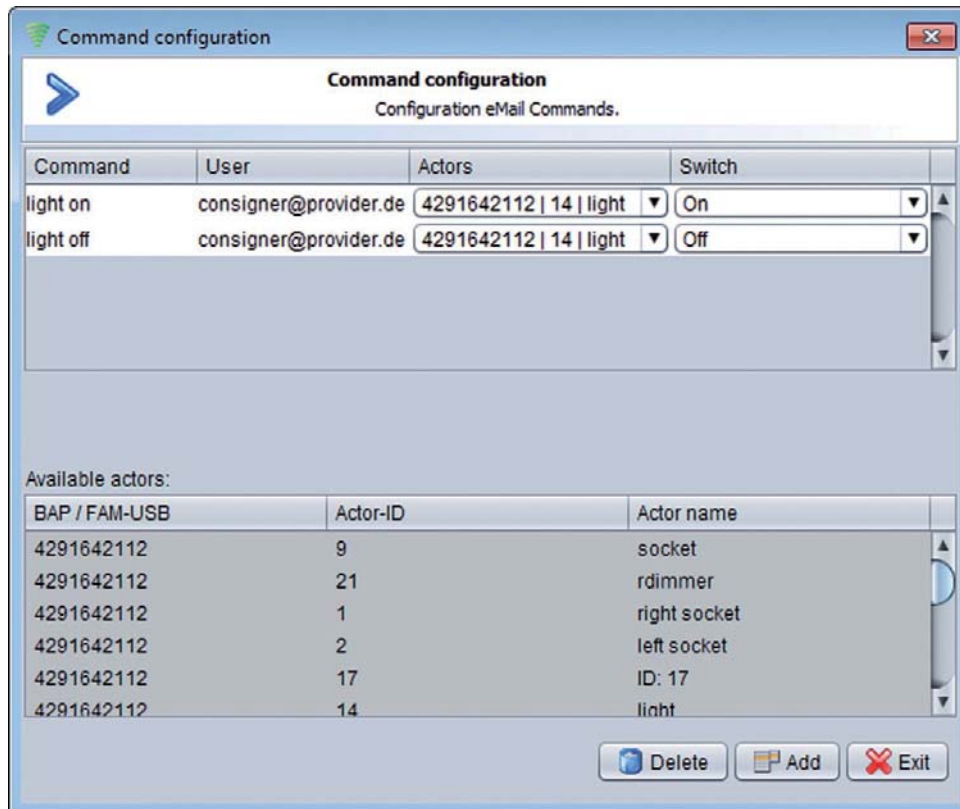 Command configuration
Command configuration
Configuration eMail Commands.
Command User Actors Switch
light on consigner@provider.de 4291642112 | 14 | light On
light off consigner@provider.de 4291642112 | 14 | light Off
Available actors:
BAP / FAM-USB Actor-ID Actor name
4291642112 9 socket
4291642112 21 rdimmer
4291642112 1 right socket
4291642112 2 left socket
4291642112 17 ID: 17
4291642112 14 light
Delete Add Exit